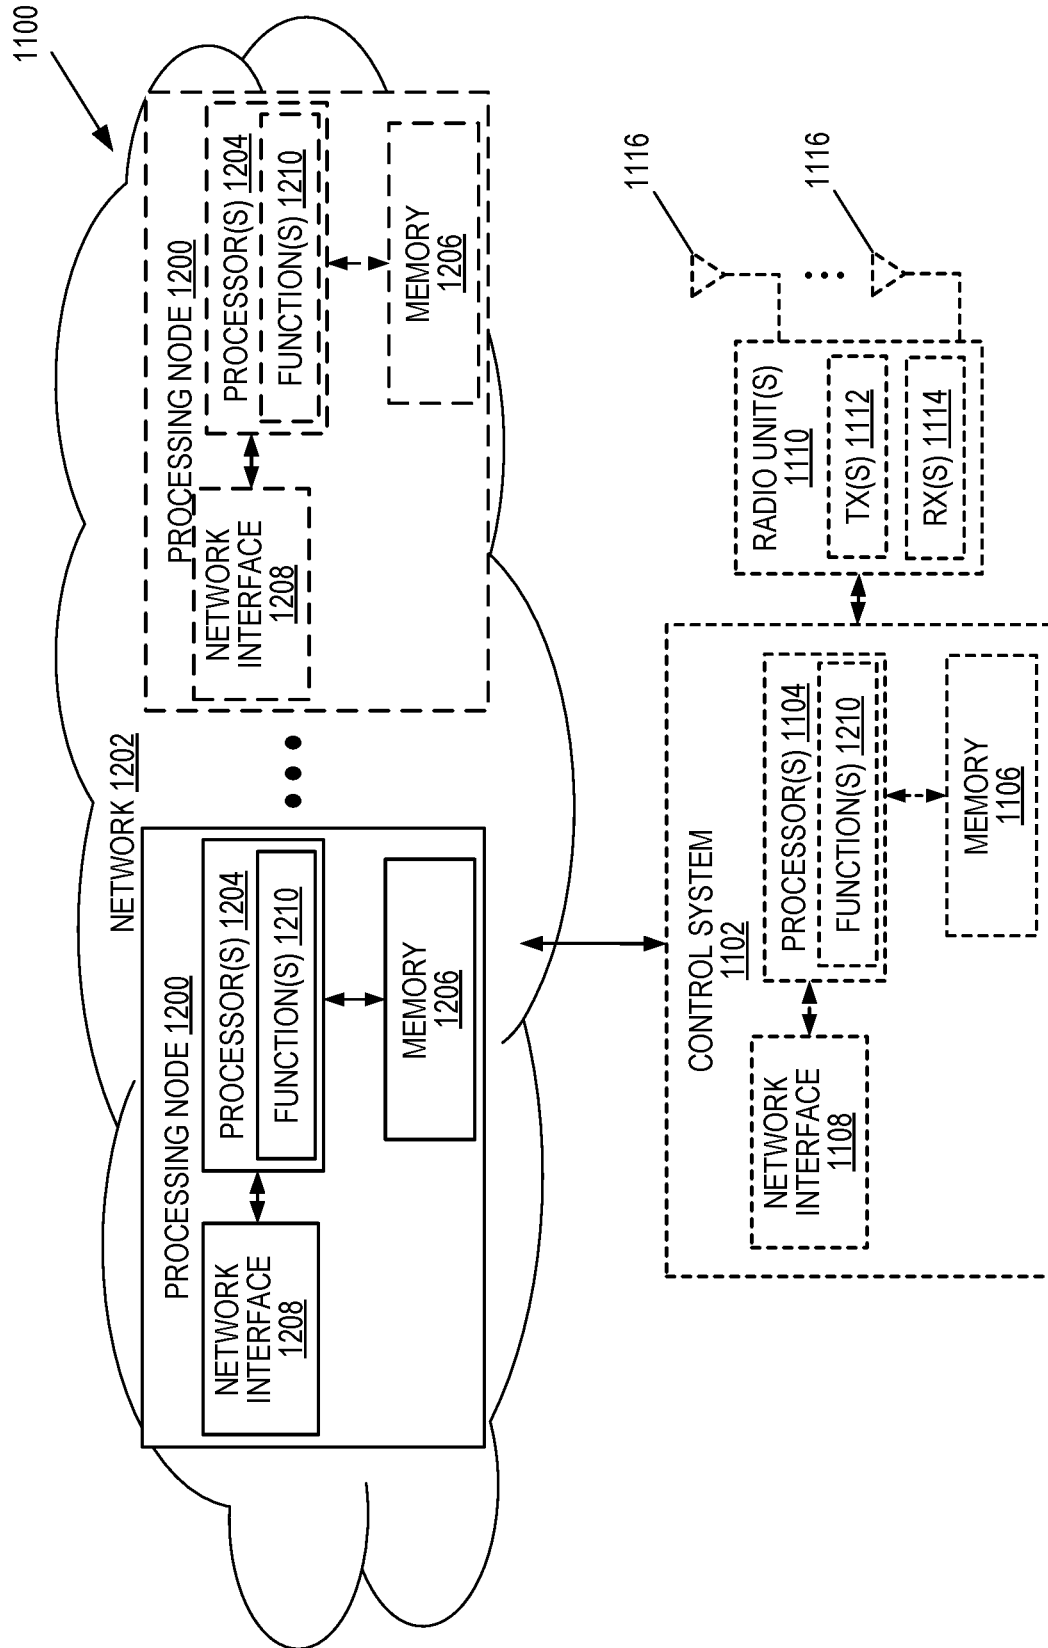 1100
NETWORK 1202
PROCESSING NODE 1200
PROCESSOR(S) 1204
FUNCTION(S) 1210
NETWORK
INTERFACE
1208
MEMORY
1206
PROCESSING NODE 1200
PROCESSOR(S) 1204
FUNCTION(S) 1210
NETWORK
INTERFACE
1208
MEMORY
1206
CONTROL SYSTEM
1102
PROCESSOR(S) 1104
FUNCTION(S) 1210
NETWORK
INTERFACE
1108
MEMORY
1106
RADIO UNIT(S)
1110
TX(S) 1112
RX(S) 1114
1116
1116